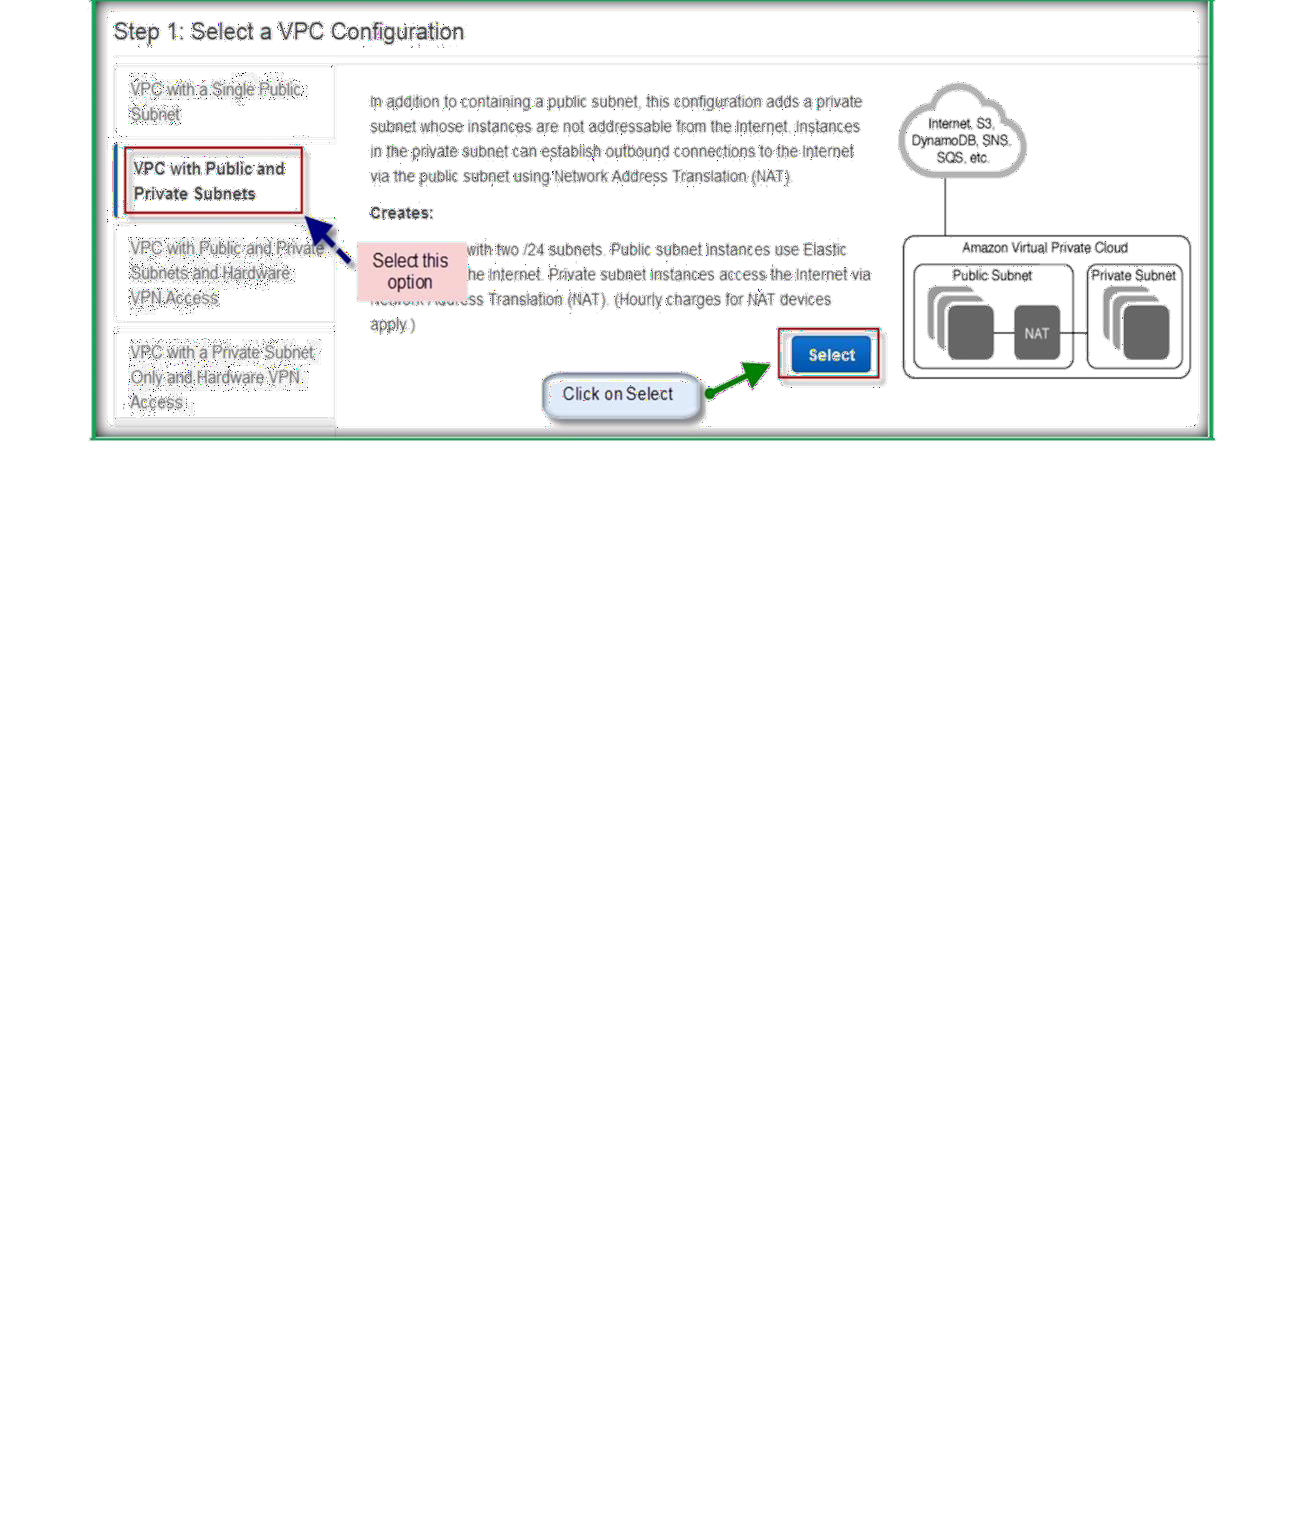 Step 1: Select a VPC Configuration
VPC with a Single Public
Subnet
VPC with Public and
Private Subnets
VPC with Public and Private
Subnets and Hardware
VPN Access
VPC with a Private Subnet
Only and Hardware VPN
Access
In addition to containing a public subnet, this configuration adds a private
subnet whose instances are not addressable from the Internet. Instances
in the private subnet can establish outbound connections to the Internet
via the public subnet using Network Address Translation (NAT).
Creates:
with two /24 subnets. Public subnet instances use Elastic
the Internet. Private subnet instances access the Internet via
Network Address Translation (NAT). (Hourly charges for NAT devices
apply.)
Select this
option
Select
Click on Select
Internet, S3,
DynamoDB, SNS,
SQS, etc.
Amazon Virtual Private Cloud
Public Subnet
Private Subnet
NAT